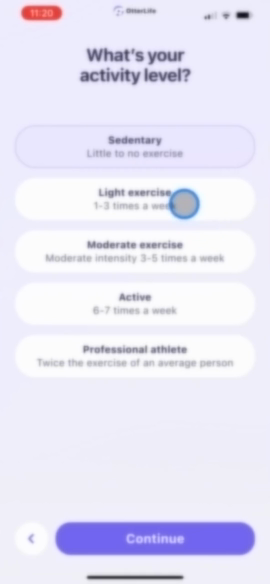 11:20
OtterLife
What's your
activity level?
Sedentary
Little to no exercise
Light exercise
1-3 times a week
Moderate exercise
Moderate intensity 3-5 times a week
Active
6-7 times a week
Professional athlete
Twice the exercise of an average person
Continue